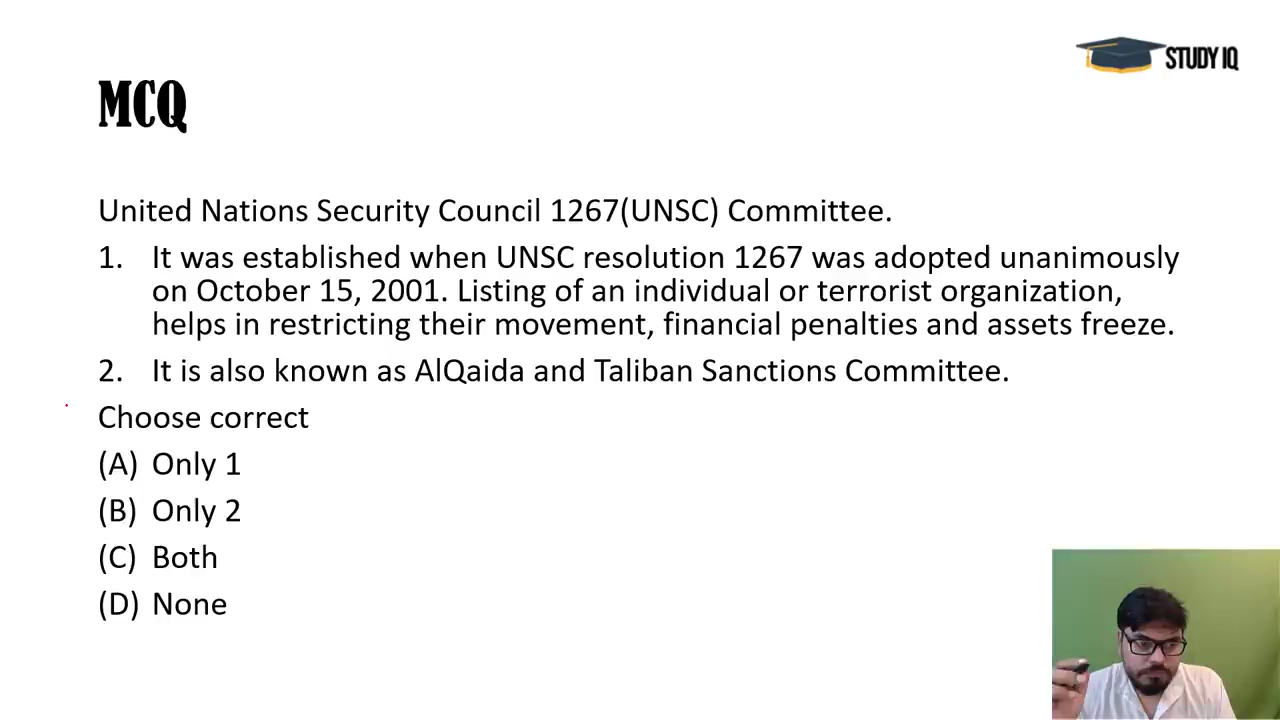 STUDY IQ
MCQ
United Nations Security Council 1267(UNSC) Committee.
1. It was established when UNSC resolution 1267 was adopted unanimously
on October 15, 2001. Listing of an individual or terrorist organization,
helps in restricting their movement, financial penalties and assets freeze.
2. It is also known as AlQaida and Taliban Sanctions Committee.
Choose correct
(A) Only 1
(B) Only 2
(C) Both
(D) None